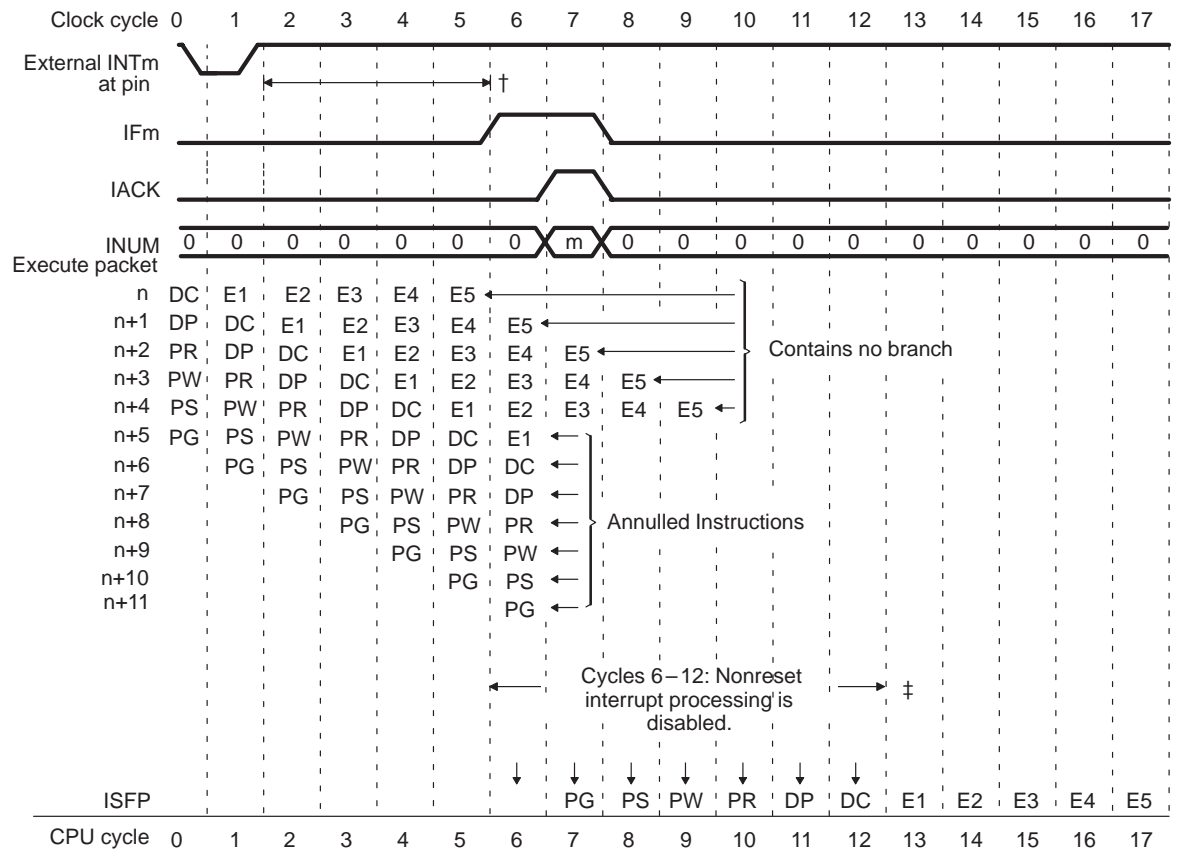 Clock cycle 0 1 2 3 4 5 6 7 8 9 10 11 12 13 14 15 16 17
External INTm
at pin
†
IFm
IACK
INUM 0 0 0 0 0 0 0 m 0 0 0 0 0 0 0 0 0 0
Execute packet
n DC E1 E2 E3 E4 E5
n+1 DP DC E1 E2 E3 E4 E5
n+2 PR DP DC E1 E2 E3 E4 E5 Contains no branch
n+3 PW PR DP DC E1 E2 E3 E4 E5
n+4 PS PW PR DP DC E1 E2 E3 E4 E5
n+5 PG PS PW PR DP DC E1
n+6 PG PS PW PR DP DC
n+7 PG PS PW PR DP
n+8 PG PS PW PR Annulled Instructions
n+9 PG PS PW
n+10 PG PS
n+11 PG
Cycles 6–12: Nonreset
interrupt processing is
disabled.
‡
ISFP PG PS PW PR DP DC E1 E2 E3 E4 E5
CPU cycle 0 1 2 3 4 5 6 7 8 9 10 11 12 13 14 15 16 17